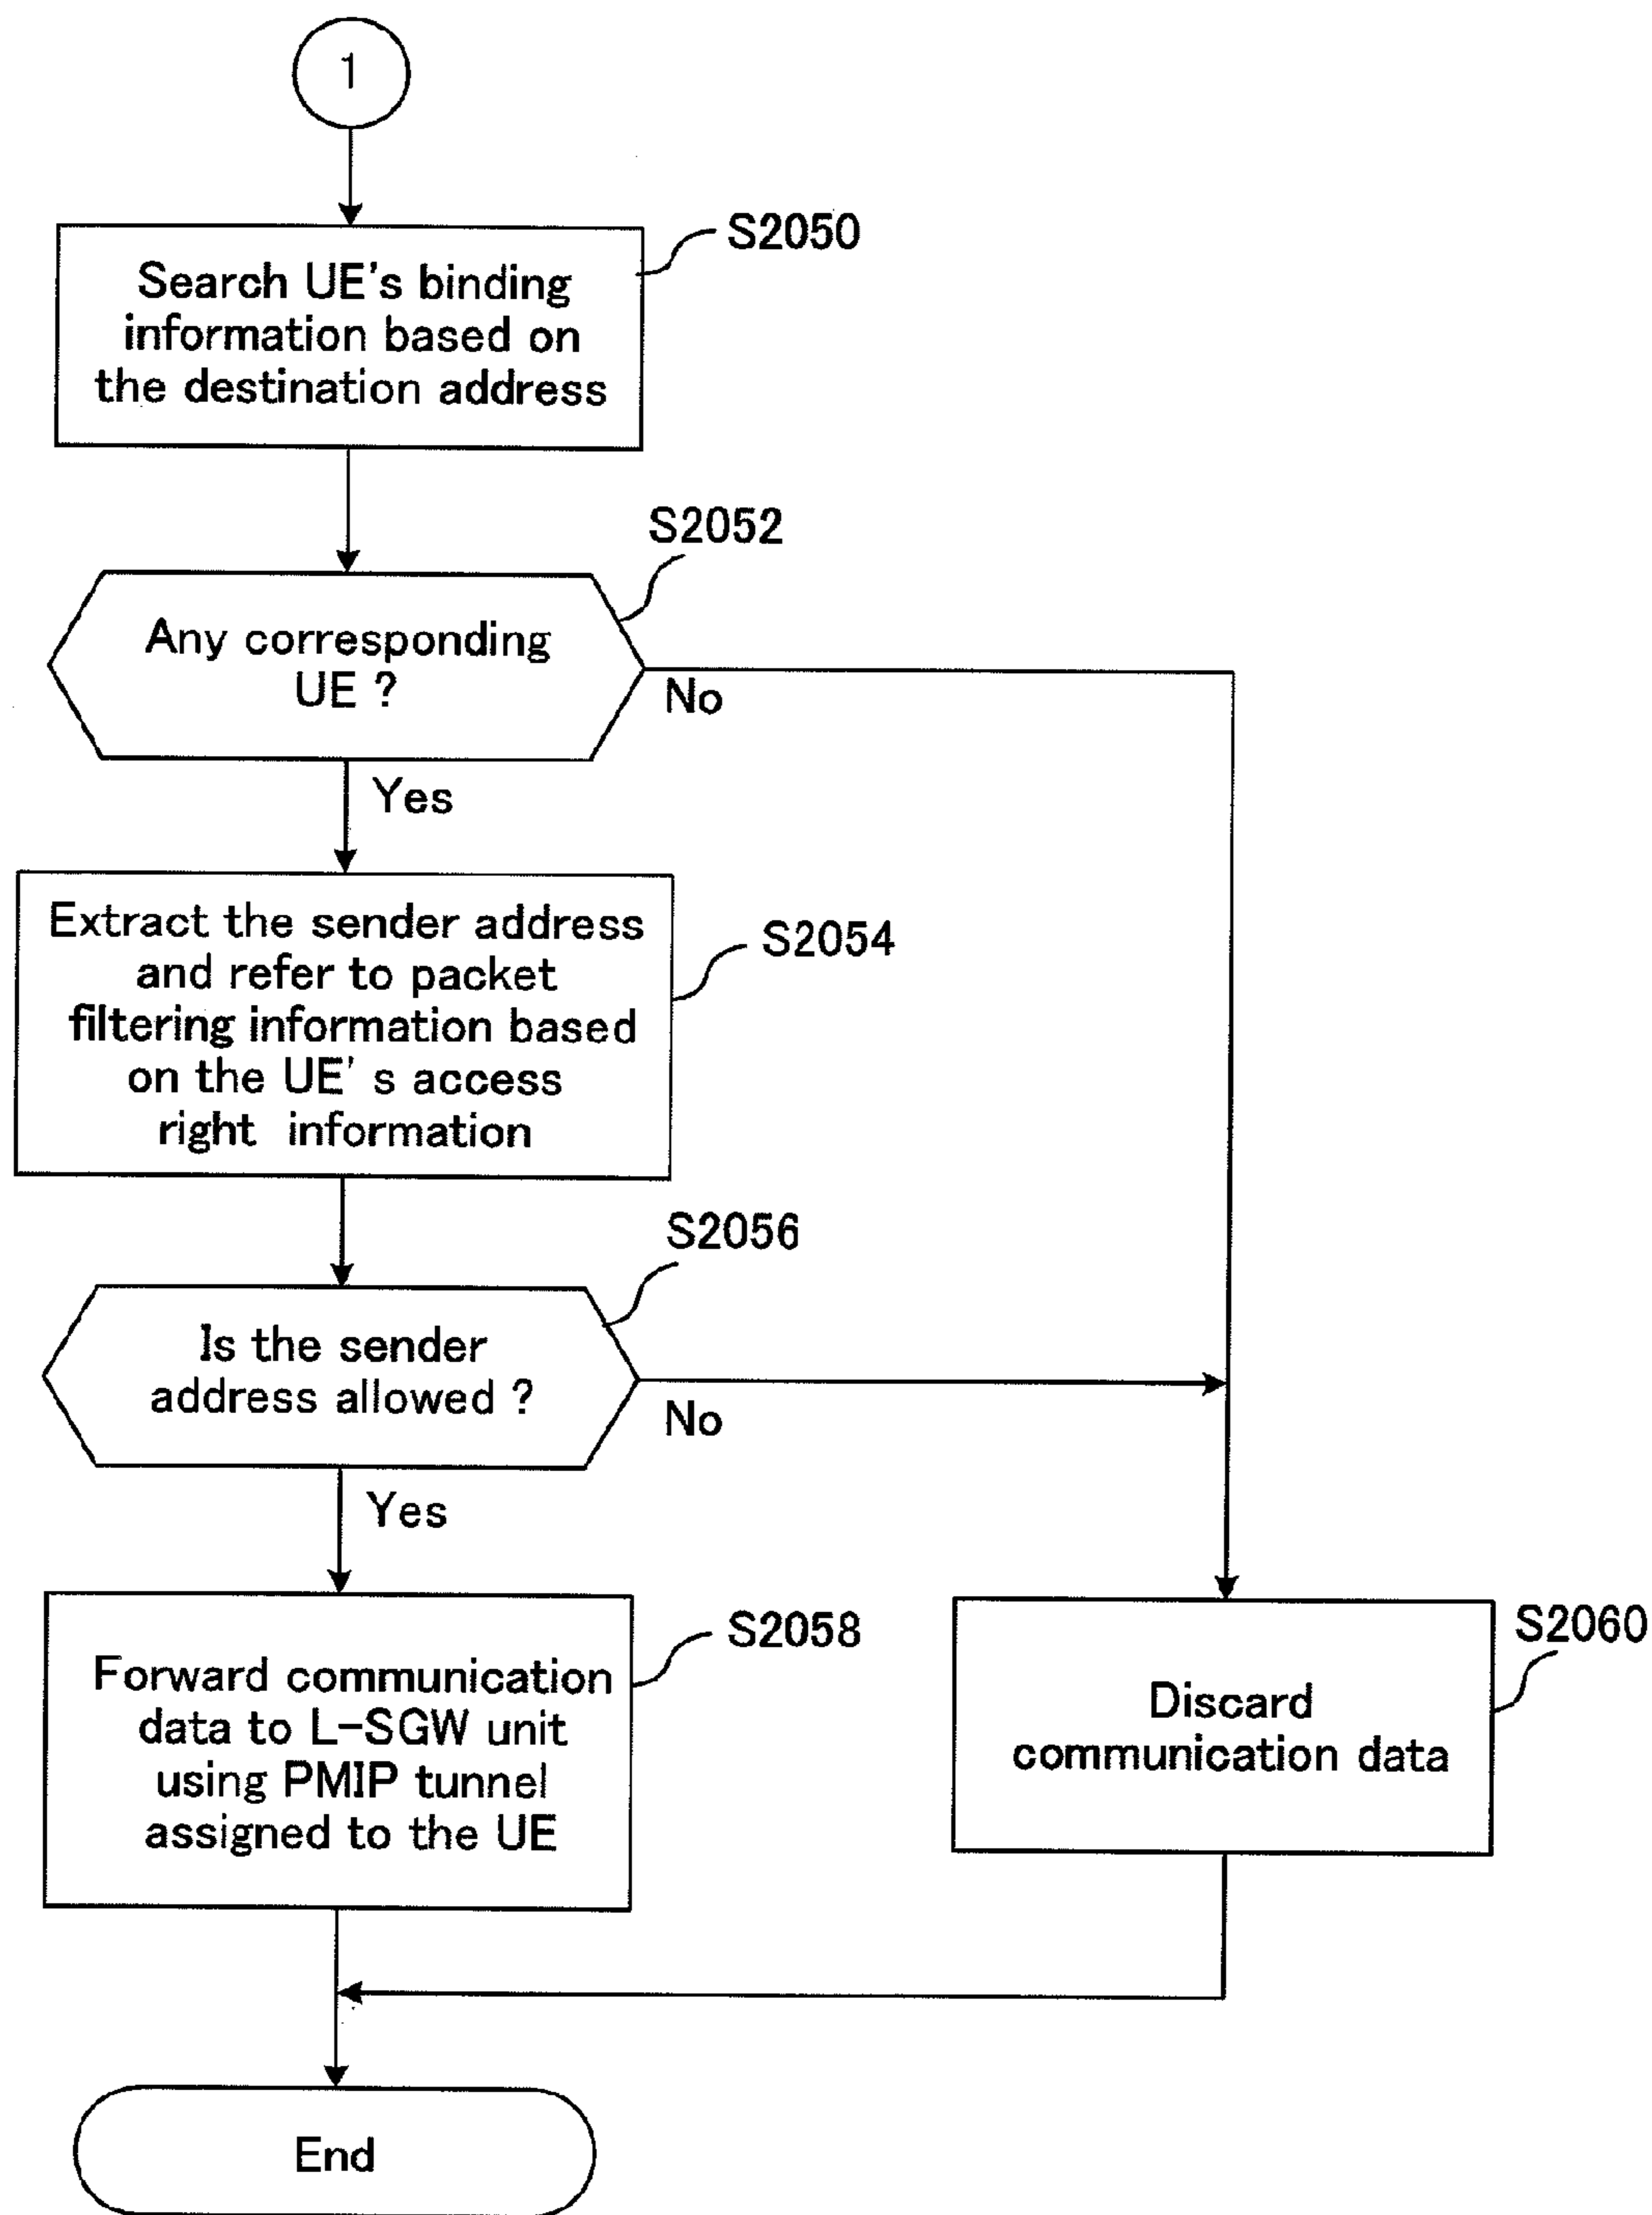 1
S2050
Search UE's binding
information based on
the destination address
S2052
Any corresponding
UE ?
No
Yes
Extract the sender address
and refer to packet
filtering information based
on the UE' s access
right information
S2054
S2056
Is the sender
address allowed ?
No
Yes
S2058
Forward communication
data to L-SGW unit
using PMIP tunnel
assigned to the UE
S2060
Discard
communication data
End